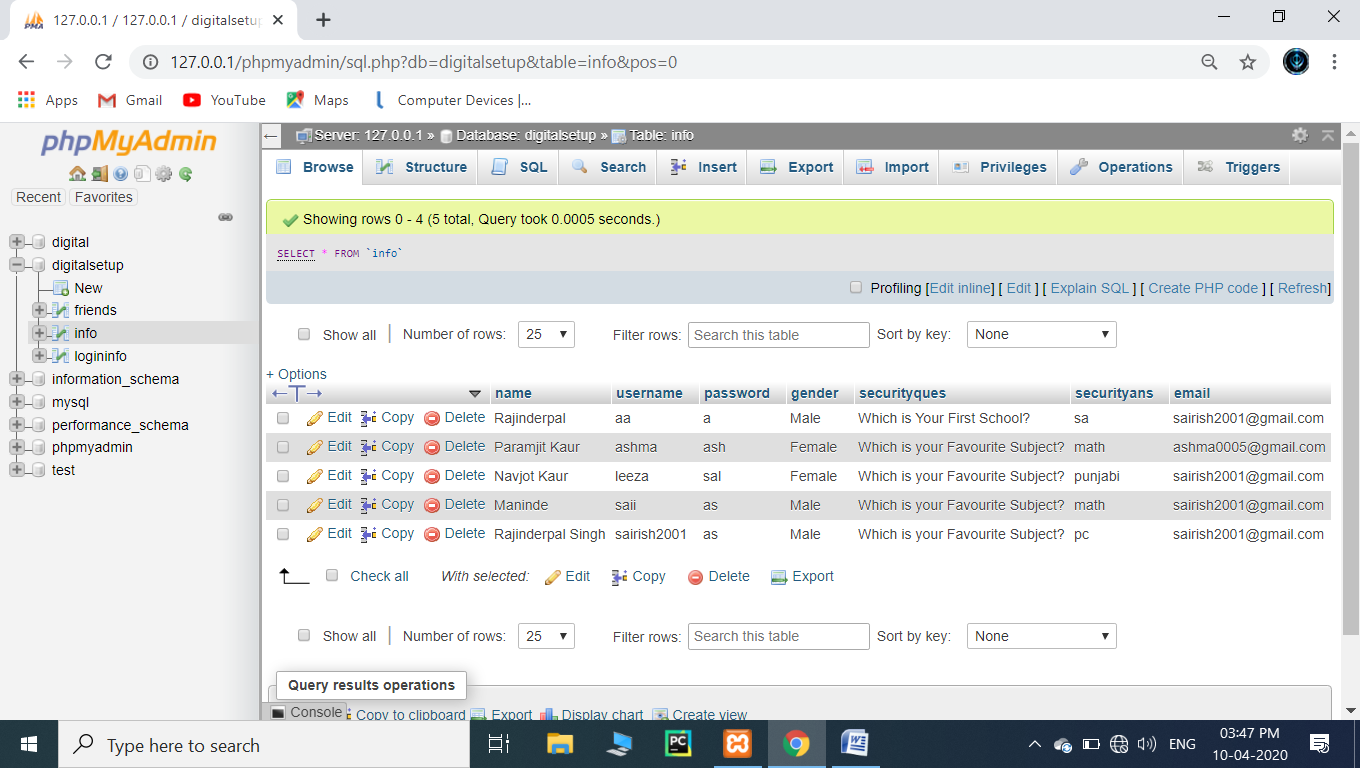 127.0.0.1 / 127.0.0.1 / digitalsetup
127.0.0.1/phpmyadmin/sql.php?db=digitalsetup&table=info&pos=0
Apps Gmail YouTube Maps Computer Devices |...
phpMyAdmin
Recent Favorites
digital
digitalsetup
New
friends
info
logininfo
information_schema
mysql
performance_schema
phpmyadmin
test
Server: 127.0.0.1 » Database: digitalsetup » Table: info
Browse Structure SQL Search Insert Export Import Privileges Operations Triggers
Showing rows 0 - 4 (5 total, Query took 0.0005 seconds.)
SELECT * FROM `info`
Profiling [Edit inline] [ Edit ] [ Explain SQL ] [ Create PHP code ] [ Refresh]
Show all | Number of rows: 25 Filter rows: Search this table Sort by key: None
+ Options
←T→ name username password gender securityques securityans email
Edit Copy Delete Rajinderpal aa a Male Which is Your First School? sa sairish2001@gmail.com
Edit Copy Delete Paramjit Kaur ashma ash Female Which is your Favourite Subject? math ashma0005@gmail.com
Edit Copy Delete Navjot Kaur leeza sal Female Which is your Favourite Subject? punjabi sairish2001@gmail.com
Edit Copy Delete Maninde saii as Male Which is your Favourite Subject? math sairish2001@gmail.com
Edit Copy Delete Rajinderpal Singh sairish2001 as Male Which is your Favourite Subject? pc sairish2001@gmail.com
Check all With selected: Edit Copy Delete Export
Show all | Number of rows: 25 Filter rows: Search this table Sort by key: None
Query results operations
Console Copy to clipboard Export Display chart Create view
Type here to search
PC
ENG
03:47 PM
10-04-2020